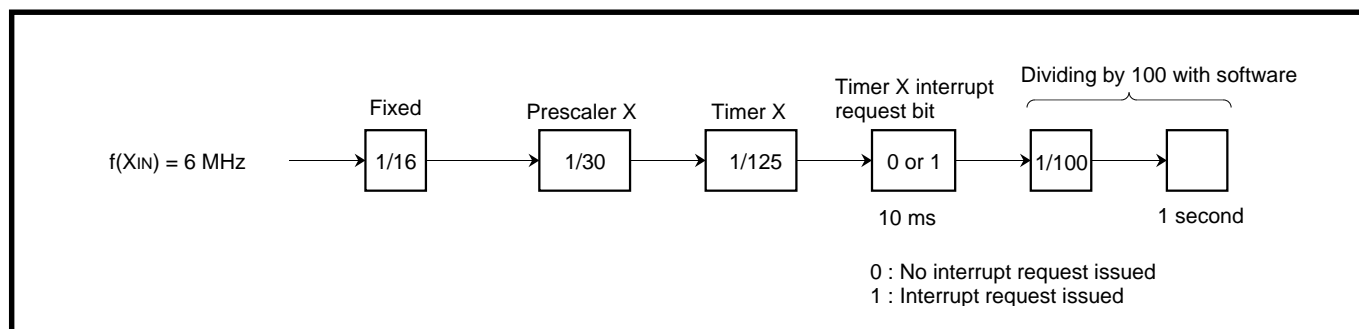 Dividing by 100 with software
Timer X interrupt
request bit
Fixed
Prescaler X
Timer X
f(XIN) = 6 MHz
1/16
1/30
1/125
0 or 1
1/100
10 ms
1 second
0 : No interrupt request issued
1 : Interrupt request issued